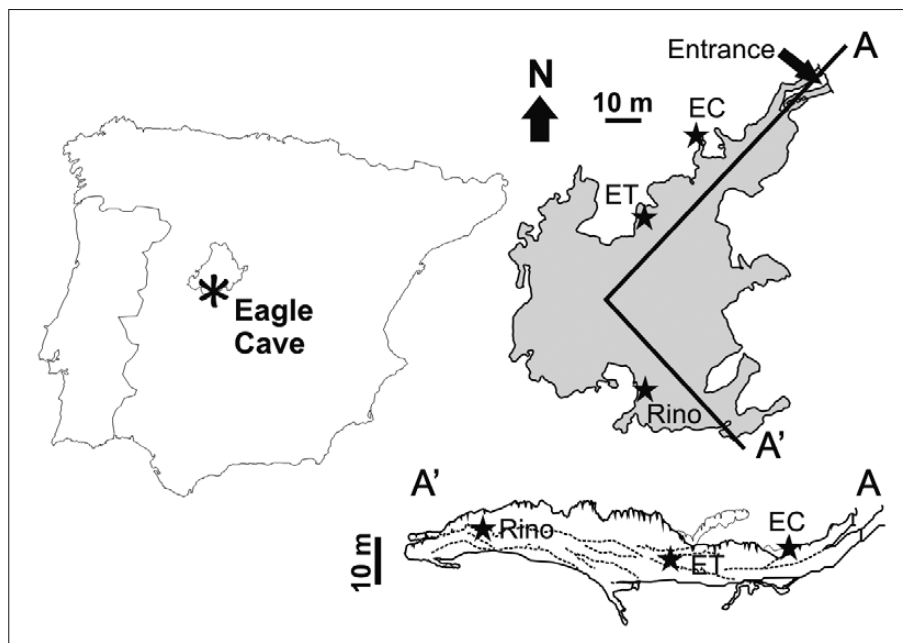 Eagle
Cave
N
10 m
Entrance
A
EC
ET
Rino
A'
A'
A
Rino
ET
EC
10 m